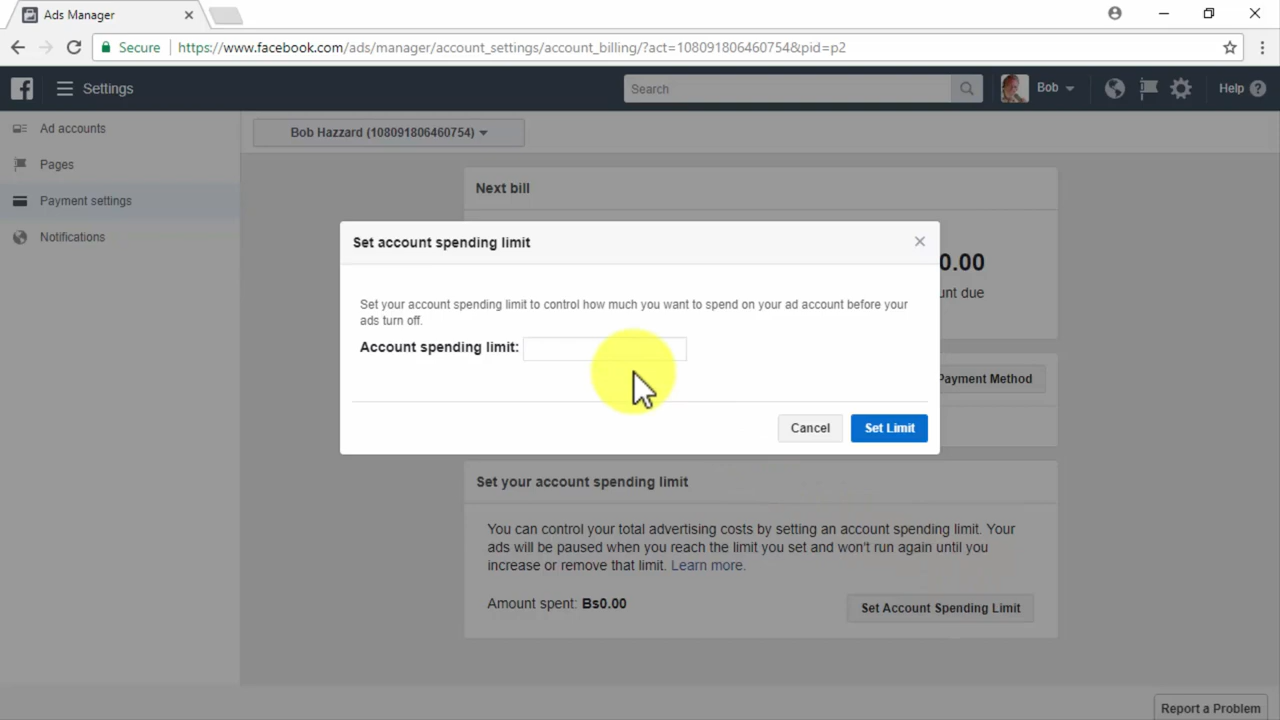 Ads Manager
Secure https://www.facebook.com/ads/manager/account_settings/account_billing/?act=108091806460754&pid=p2
Settings
Search
Bob
Help
Ad accounts
Pages
Payment settings
Notifications
Bob Hazzard (108091806460754)
Next bill
0.00
Set account spending limit
Set your account spending limit to control how much you want to spend on your ad account before your
ads turn off.
Account spending limit:
Cancel
Set Limit
Payment Method
Set your account spending limit
You can control your total advertising costs by setting an account spending limit. Your
ads will be paused when you reach the limit you set and won't run again until you
increase or remove that limit. Learn more.
Amount spent: Bs0.00
Set Account Spending Limit
Report a Problem